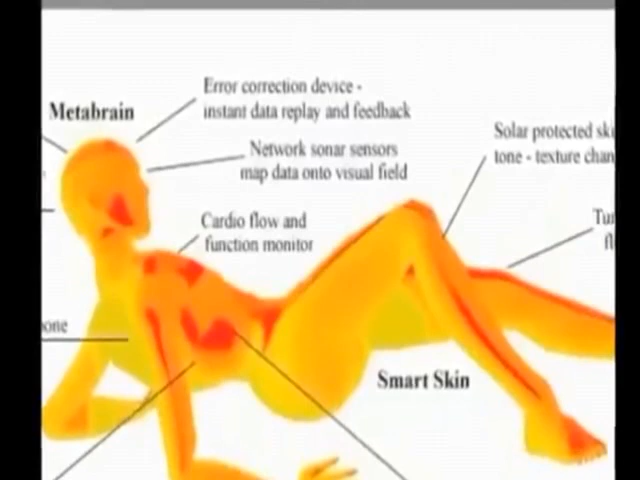 Error correction device -
instant data replay and feedback
Metabrain
Network sonar sensors
map data onto visual field
Solar protected
tone - texture
Cardio flow and
function monitor
Smart Skin